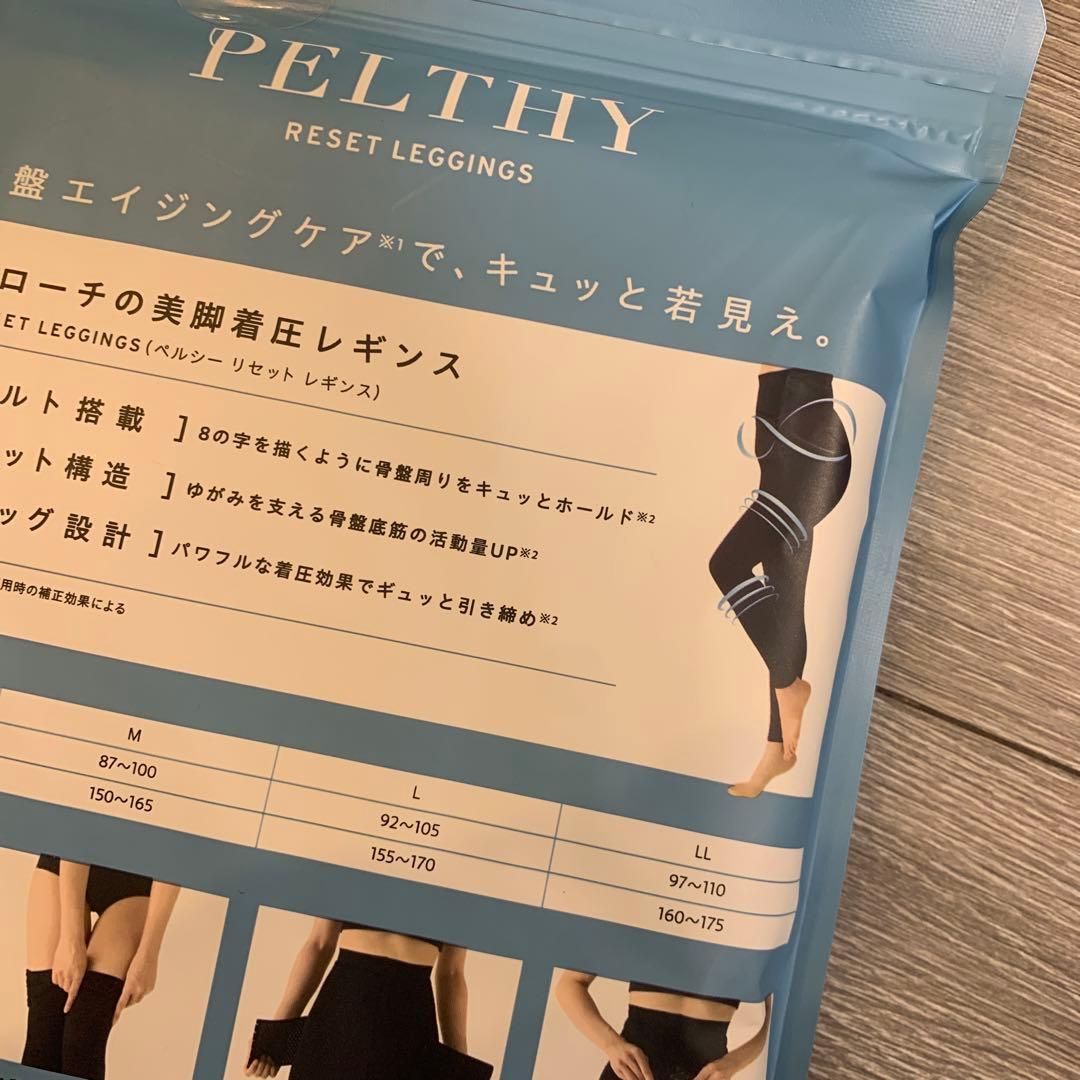 PELTHY
RESET LEGGINGS
盤エイジングケア※1で、キュッと若見え。
ローチの美脚着圧レギンス
ET LEGGINGS(ペルシー リセット レギンス)
ルト搭載 ] 8の字を描くように骨盤周りをキュッとホールド※2
ット構造 ] ゆがみを支える骨盤底筋の活動量UP※2
ッグ設計 ] パワフルな着圧効果でギュッと引き締め※2
用時の補正効果による
M L LL
87〜100 92〜105 97〜110
150〜165 155〜170 160〜175